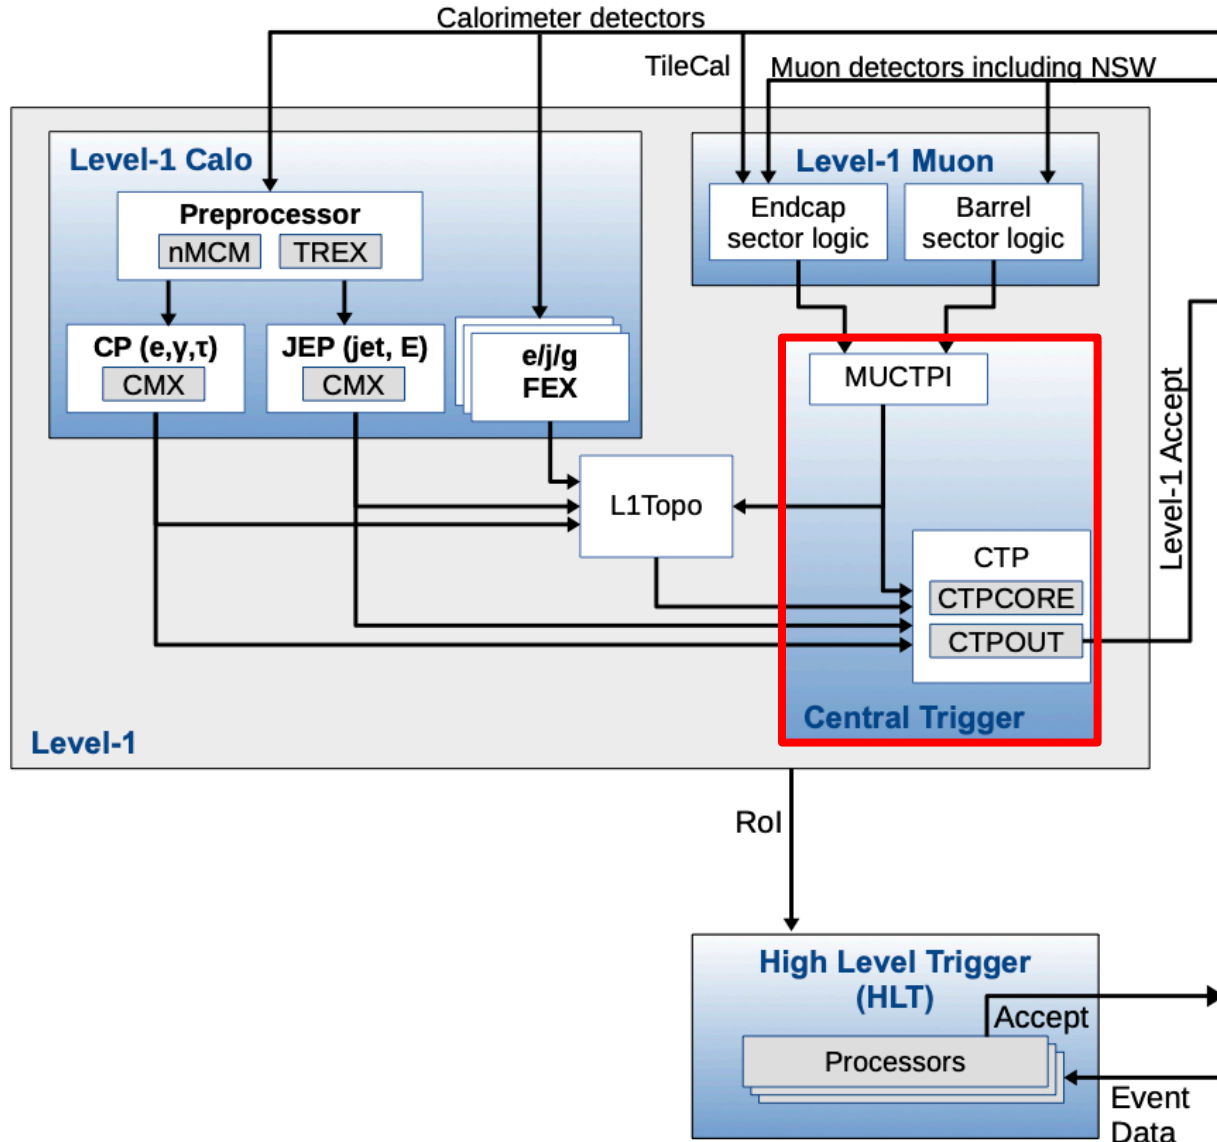 Calorimeter detectors
TileCal
Muon detectors including NSW
Level-1 Calo
Preprocessor
nMCM
TREX
CP (e,γ,τ)
CMX
JEP (jet, E)
CMX
e/j/g
FEX
Level-1 Muon
Endcap
sector logic
Barrel
sector logic
MUCTPI
L1Topo
CTP
CTPCORE
CTPOUT
Central Trigger
Level-1 Accept
Level-1
RoI
High Level Trigger
(HLT)
Accept
Processors
Event
Data